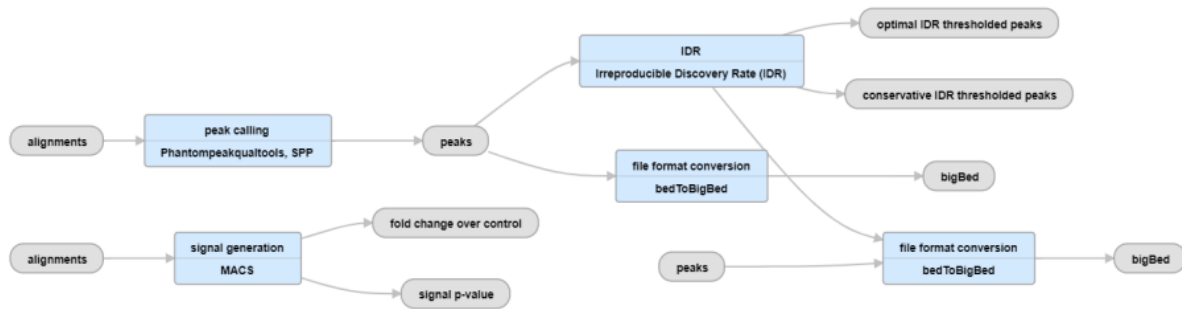 optimal IDR thresholded peaks
IDR
Irreproducible Discovery Rate (IDR)
conservative IDR thresholded peaks
alignments
peak calling
Phantompeakqualtools, SPP
peaks
file format conversion
bedToBigBed
bigBed
fold change over control
alignments
signal generation
MACS
signal p-value
peaks
file format conversion
bedToBigBed
bigBed